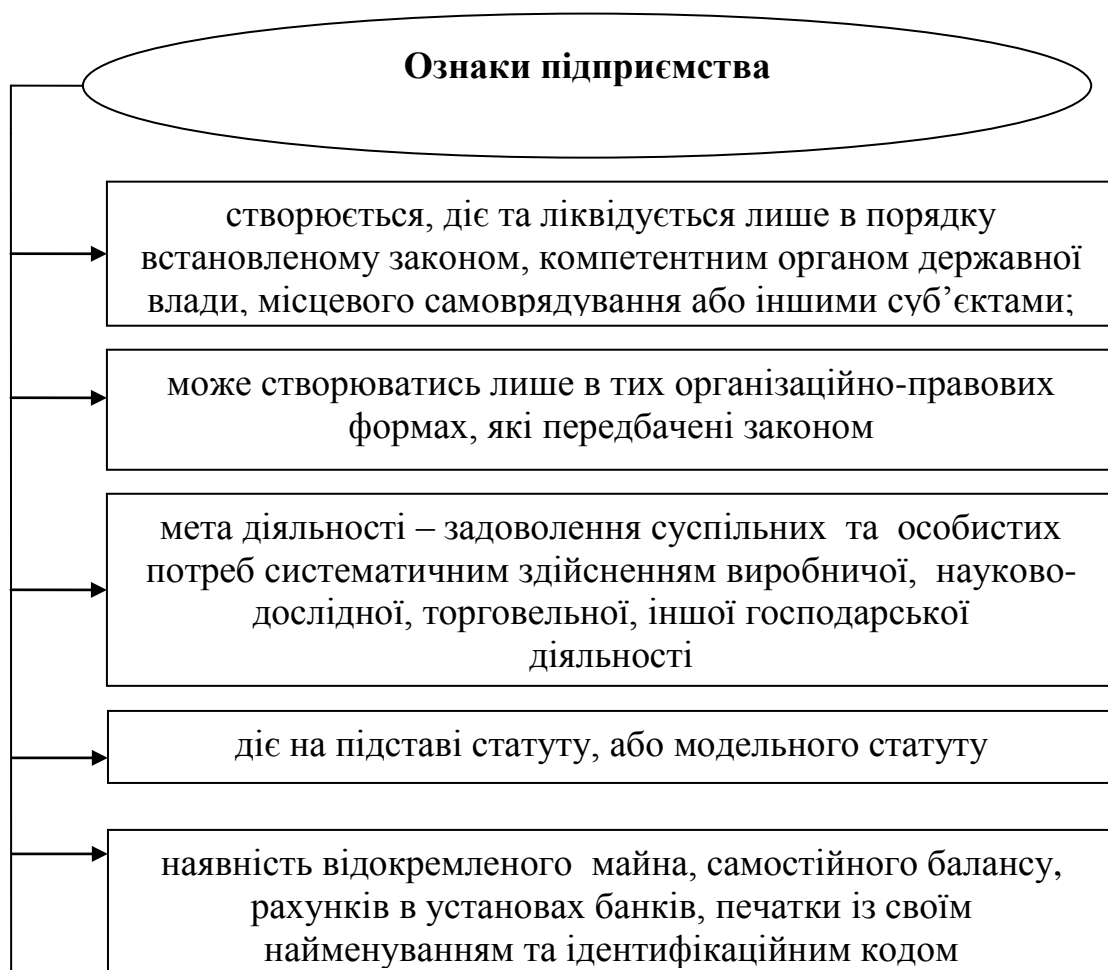 Ознаки підприємства
створюється, діє та ліквідується лише в порядку
встановленому законом, компетентним органом державної
влади, місцевого самоврядування або іншими суб’єктами;
може створюватись лише в тих організаційно-правових
формах, які передбачені законом
мета діяльності – задоволення суспільних та особистих
потреб систематичним здійсненням виробничої, науково-
дослідної, торговельної, іншої господарської
діяльності
діє на підставі статуту, або модельного статуту
наявність відокремленого майна, самостійного балансу,
рахунків в установах банків, печатки із своїм
найменуванням та ідентифікаційним кодом